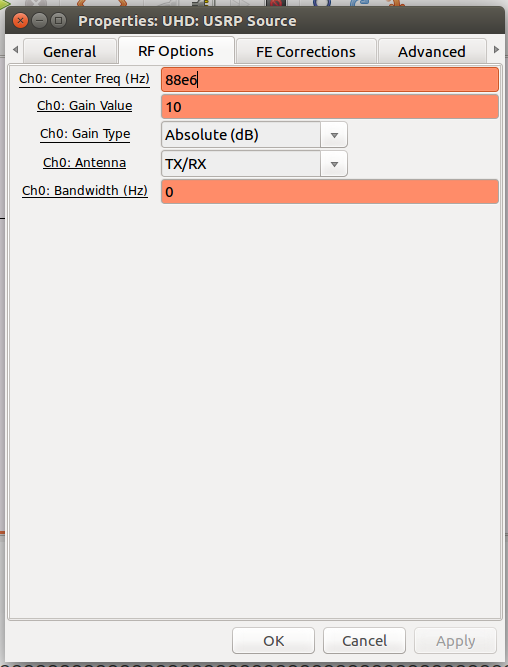 Properties: UHD: USRP Source
General RF Options FE Corrections Advanced
Ch0: Center Freq (Hz) 88e6
Ch0: Gain Value 10
Ch0: Gain Type Absolute (dB)
Ch0: Antenna TX/RX
Ch0: Bandwidth (Hz) 0
OK Cancel Apply